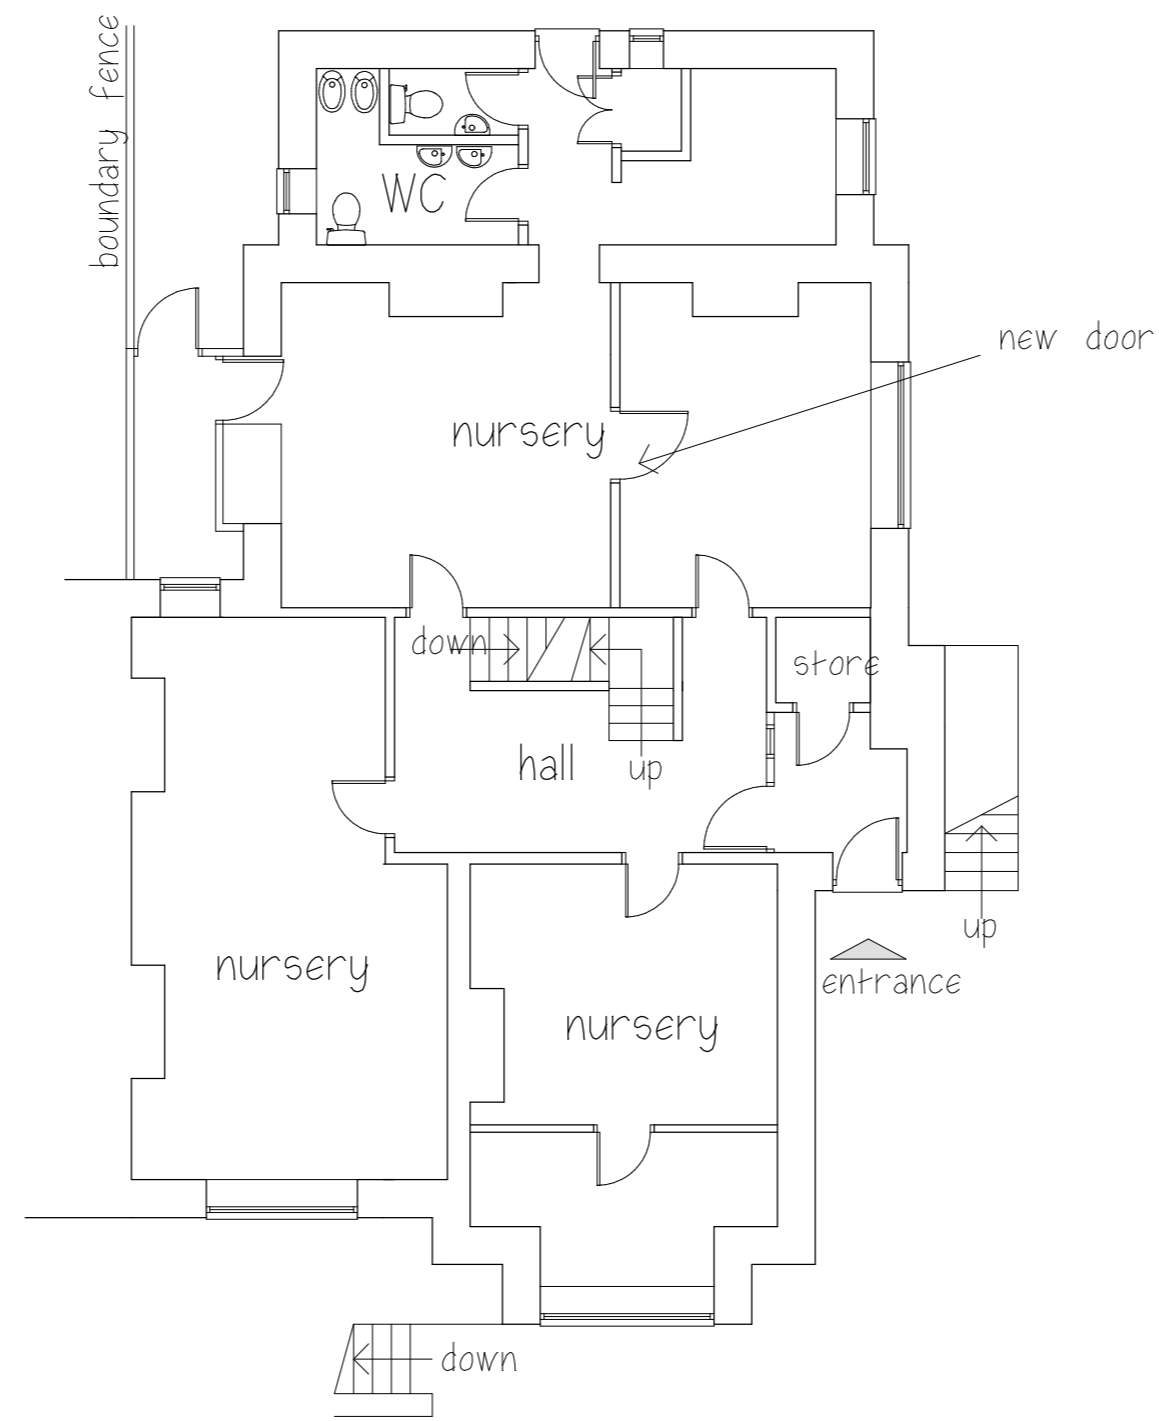 boundary fence
WC
new door
nursery
down
store
hall
up
nursery
up
entrance
nursery
down